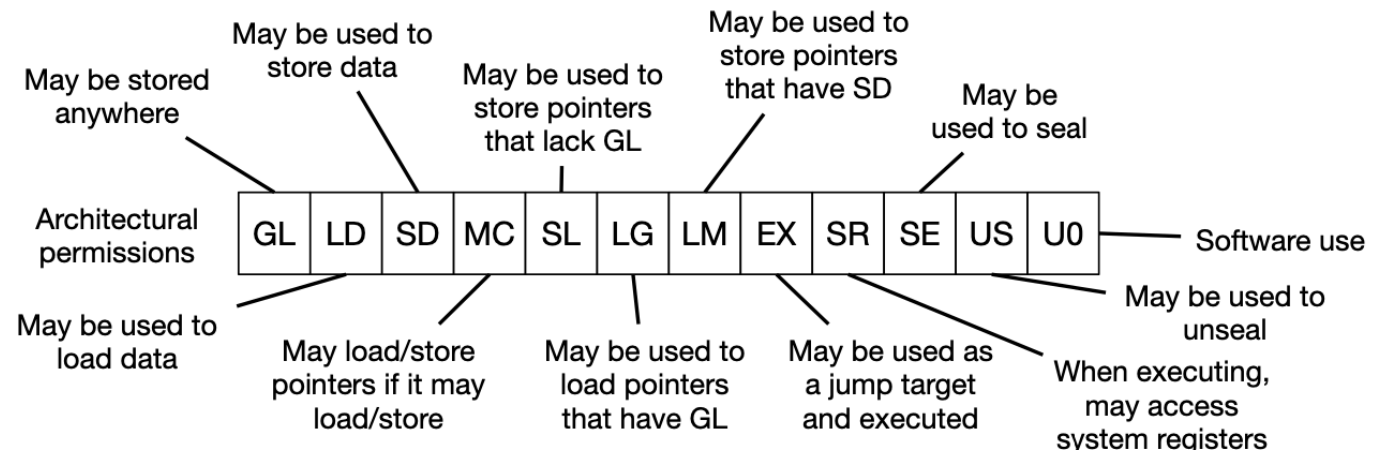 May be stored
anywhere
May be used to
store data
May be used to
store pointers
that lack GL
May be used to
store pointers
that have SD
May be
used to seal
Architectural
permissions
GL LD SD MC SL LG LM EX SR SE US U0
Software use
May be used to
load data
May load/store
pointers if it may
load/store
May be used to
load pointers
that have GL
May be used as
a jump target
and executed
When executing,
may access
system registers
May be used to
unseal